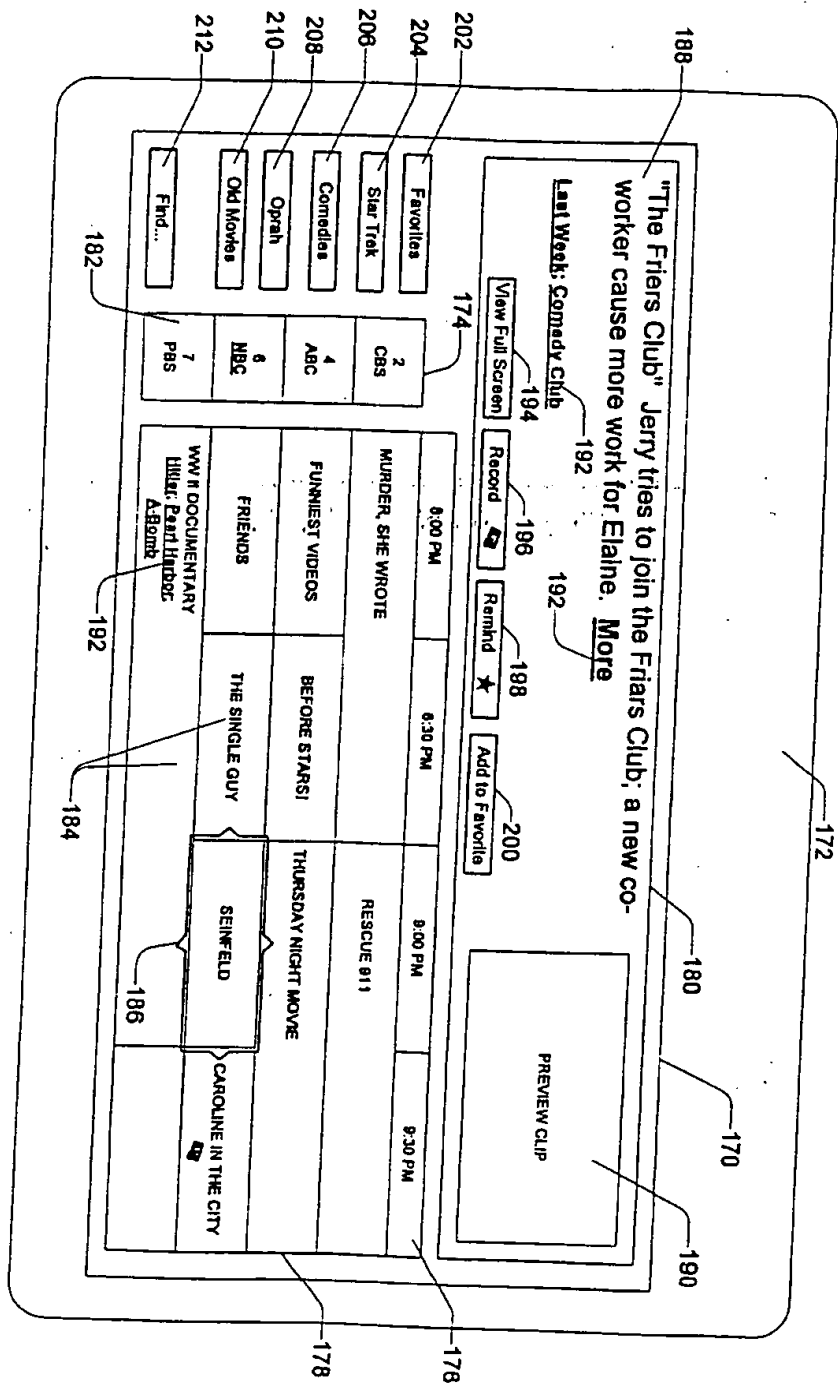 172
188
180
170
"The Friers Club" Jerry tries to join the Friars Club; a new co-
worker cause more work for Elaine. More
192
Last Week; Comedy Club
192
PREVIEW CLIP
190
194
196
198
200
View Full Screen
Record
Remind
Add to Favorite
202
204
206
208
210
212
Favorites
Star Trek
Comedies
Oprah
Old Movies
Find...
174
182
2
CBS
4
ABC
6
NBC
7
PBS
8:00 PM
8:30 PM
9:00 PM
9:30 PM
176
MURDER, SHE WROTE
RESCUE 911
FUNNIEST VIDEOS
BEFORE STARS!
THURSDAY NIGHT MOVIE
178
FRIENDS
THE SINGLE GUY
SEINFELD
CAROLINE IN THE CITY
WW II DOCUMENTARY
Hitler; Pearl Harbor;
A-Bomb
192
184
186